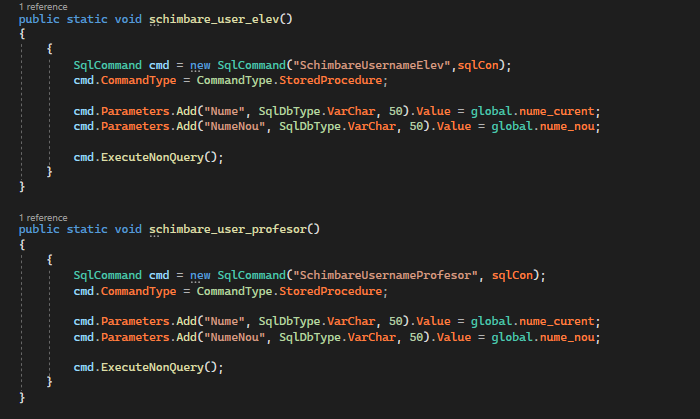 1 reference
public static void schimbare_user_elev()
{
{
SqlCommand cmd = new SqlCommand("SchimbareUsernameElev",sqlCon);
cmd.CommandType = CommandType.StoredProcedure;
cmd.Parameters.Add("Nume", SqlDbType.VarChar, 50).Value = global.nume_curent;
cmd.Parameters.Add("NumeNou", SqlDbType.VarChar, 50).Value = global.nume_nou;
cmd.ExecuteNonQuery();
}
}
1 reference
public static void schimbare_user_profesor()
{
{
SqlCommand cmd = new SqlCommand("SchimbareUsernameProfesor", sqlCon);
cmd.CommandType = CommandType.StoredProcedure;
cmd.Parameters.Add("Nume", SqlDbType.VarChar, 50).Value = global.nume_curent;
cmd.Parameters.Add("NumeNou", SqlDbType.VarChar, 50).Value = global.nume_nou;
cmd.ExecuteNonQuery();
}
}